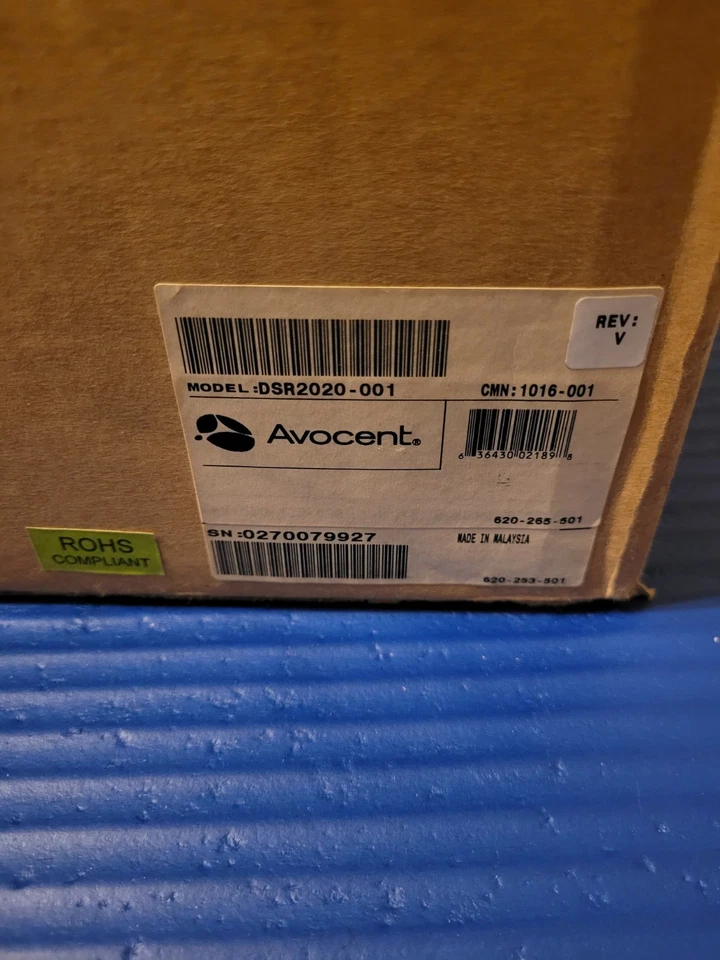 REV:
V
MODEL:DSR2020-001
CMN:1016-001
Avocent®
6 36430 02189 8
620-265-501
SN:0270079927
MADE IN MALAYSIA
620-253-501
ROHS
COMPLIANT